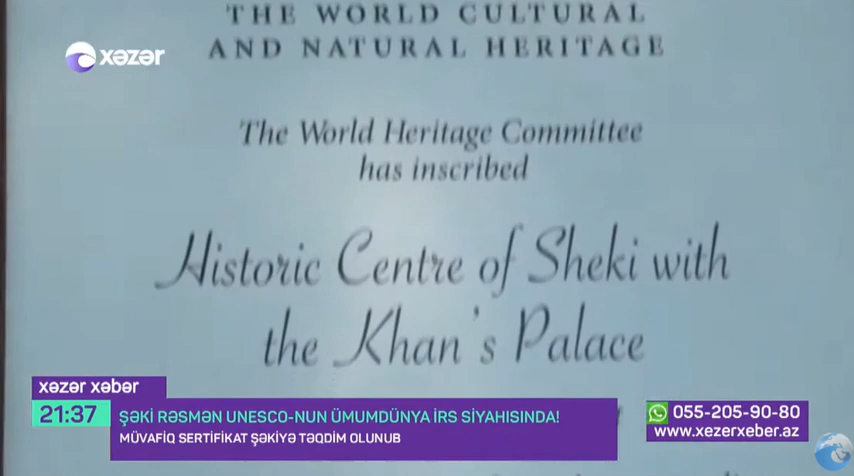 THE WORLD CULTURAL
AND NATURAL HERITAGE
xəzər
The World Heritage Committee
has inscribed
Historic Centre of Sheki with
the Khan's Palace
xəzər xəbər
21:37
ŞƏKİ RƏSMƏN UNESCO-NUN ÜMUMDÜNYA İRS SİYAHISINDA!
MÜVAFİQ SERTİFİKAT ŞƏKİYƏ TƏQDİM OLUNUB
055-205-90-80
www.xezerxeber.az